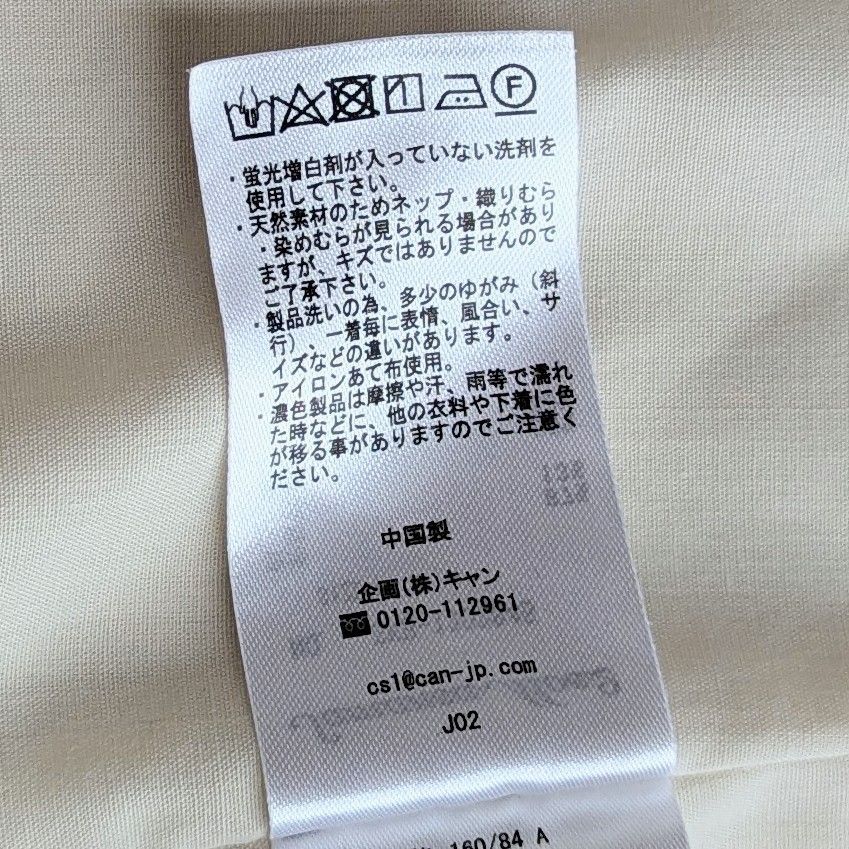 F
・蛍光増白剤が入っていない洗剤を
使用して下さい。
・天然素材のためネップ・織りむら
・染めむらが見られる場合があり
ますが、キズではありませんので
ご了承下さい。
・製品洗いの為、多少のゆがみ（斜
行）、一着毎に表情、風合い、サ
イズなどの違いがあります。
・アイロンあて布使用。
・濃色製品は摩擦や汗、雨等で濡れ
た時などに、他の衣料や下着に色
が移る事がありますのでご注意く
ださい。
中国製
企画(株)キャン
0120-112961
cs1@can-jp.com
J02
160/84 A